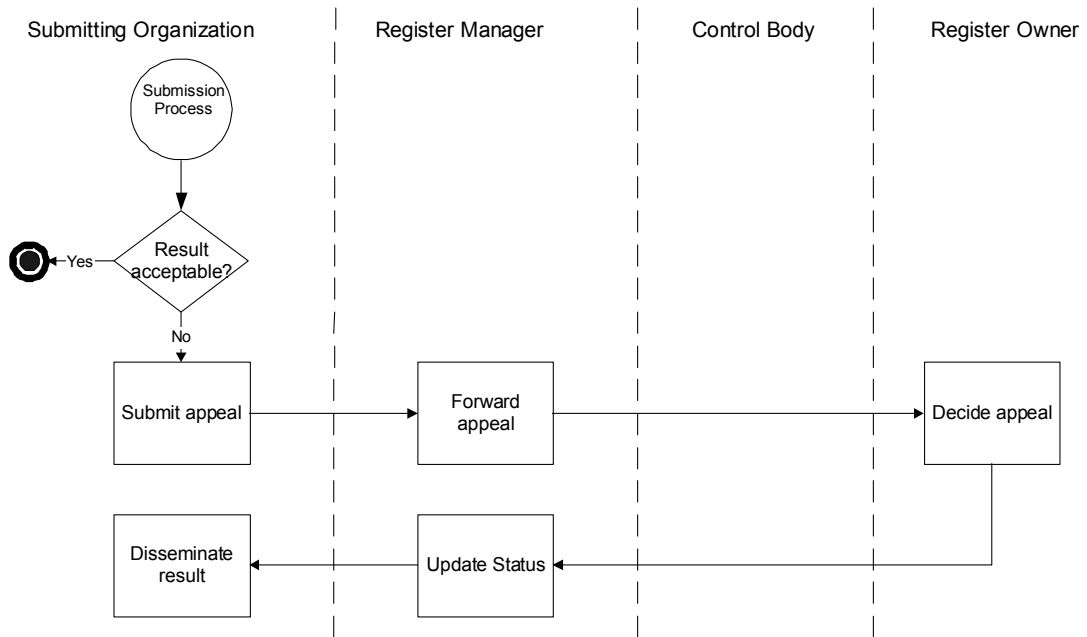 Submitting Organization
Register Manager
Control Body
Register Owner
Submission
Process
Result
acceptable?
Yes
No
Submit appeal
Forward
appeal
Decide appeal
Disseminate
result
Update Status